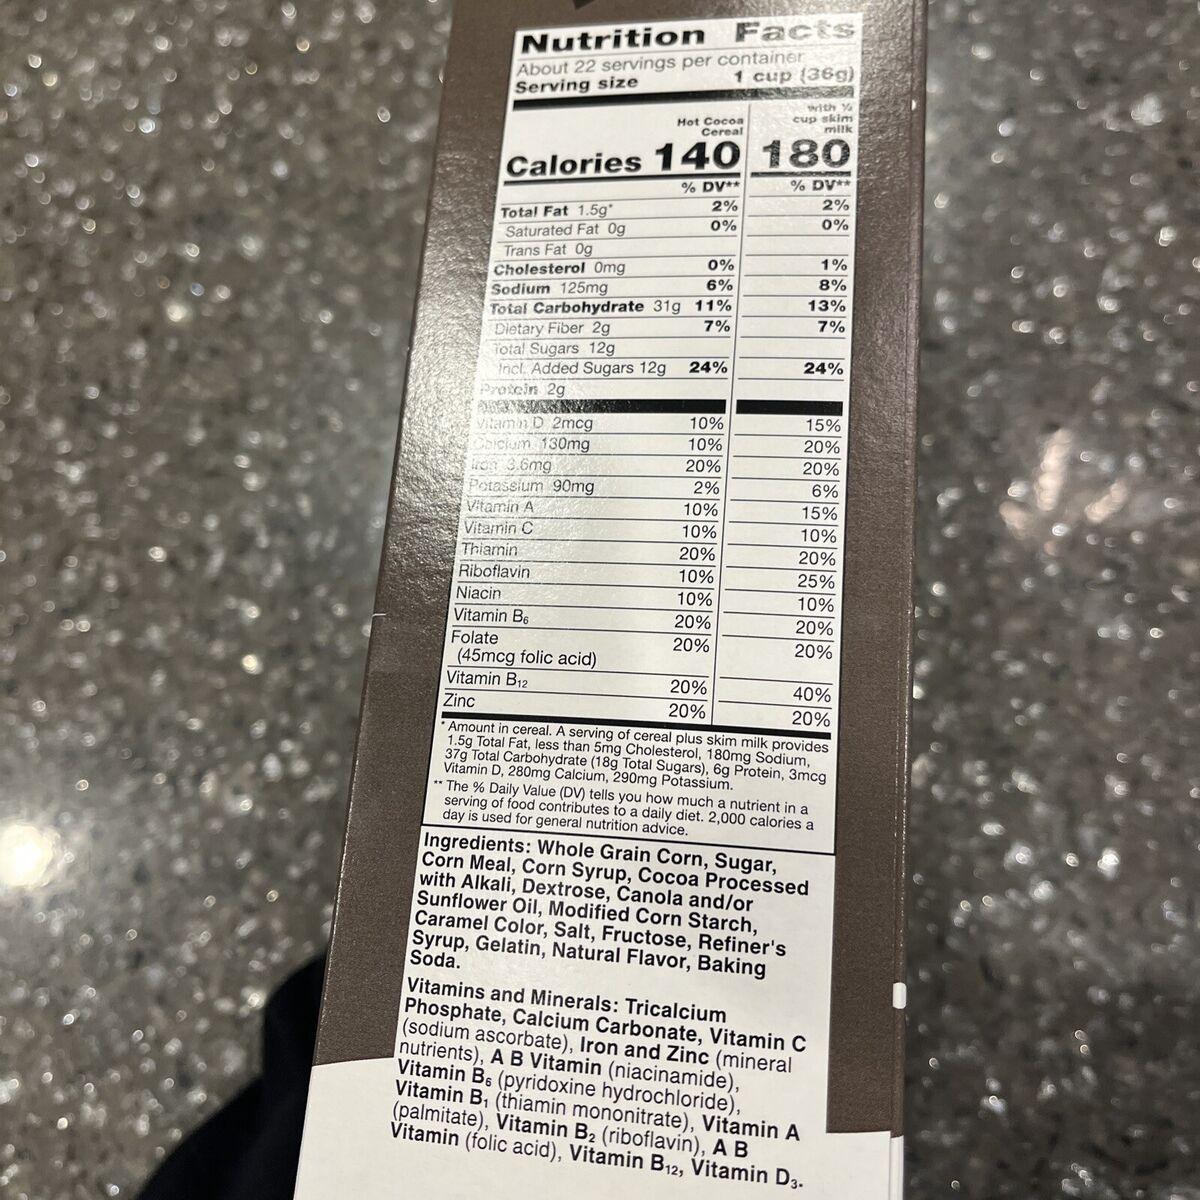 Nutrition Facts
About 22 servings per container
Serving size 1 cup (36g)
Hot Cocoa Cereal
with ½ cup skim milk
Calories 140 180
% DV** % DV**
Total Fat 1.5g* 2% 2%
Saturated Fat 0g 0% 0%
Trans Fat 0g
Cholesterol 0mg 0% 1%
Sodium 125mg 6% 8%
Total Carbohydrate 31g 11% 13%
Dietary Fiber 2g 7% 7%
Total Sugars 12g
Incl. Added Sugars 12g 24% 24%
Protein 2g
Vitamin D 2mcg 10% 15%
Calcium 130mg 10% 20%
Iron 3.6mg 20% 20%
Potassium 90mg 2% 6%
Vitamin A 10% 15%
Vitamin C 10% 10%
Thiamin 20% 20%
Riboflavin 10% 25%
Niacin 10% 10%
Vitamin B6 20% 20%
Folate 20% 20%
(45mcg folic acid)
Vitamin B12 20% 40%
Zinc 20% 20%
* Amount in cereal. A serving of cereal plus skim milk provides
1.5g Total Fat, less than 5mg Cholesterol, 180mg Sodium,
37g Total Carbohydrate (18g Total Sugars), 6g Protein, 3mcg
Vitamin D, 280mg Calcium, 290mg Potassium.
** The % Daily Value (DV) tells you how much a nutrient in a
serving of food contributes to a daily diet. 2,000 calories a
day is used for general nutrition advice.
Ingredients: Whole Grain Corn, Sugar,
Corn Meal, Corn Syrup, Cocoa Processed
with Alkali, Dextrose, Canola and/or
Sunflower Oil, Modified Corn Starch,
Caramel Color, Salt, Fructose, Refiner's
Syrup, Gelatin, Natural Flavor, Baking
Soda.
Vitamins and Minerals: Tricalcium
Phosphate, Calcium Carbonate, Vitamin C
(sodium ascorbate), Iron and Zinc (mineral
nutrients), A B Vitamin (niacinamide),
Vitamin B6 (pyridoxine hydrochloride),
Vitamin B1 (thiamin mononitrate), Vitamin A
(palmitate), Vitamin B2 (riboflavin), A B
Vitamin (folic acid), Vitamin B12, Vitamin D3.